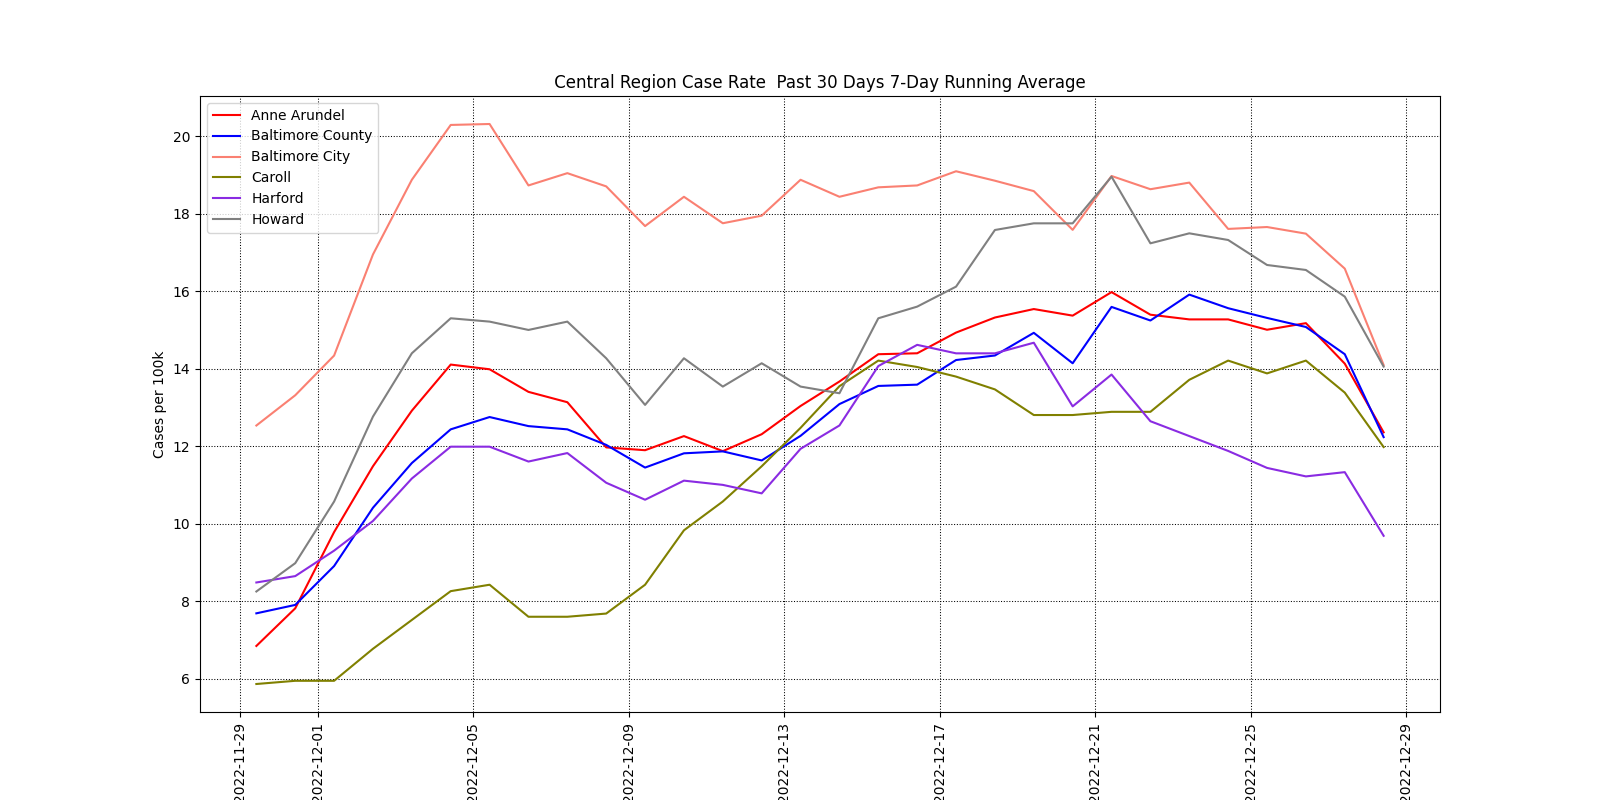 Central Region Case Rate  Past 30 Days 7-Day Running Average
Anne Arundel
Baltimore County
Baltimore City
Caroll
Harford
Howard
20
18
16
14
12
10
8
6
Cases per 100k
2022-11-29
2022-12-01
2022-12-05
2022-12-09
2022-12-13
2022-12-17
2022-12-21
2022-12-25
2022-12-29